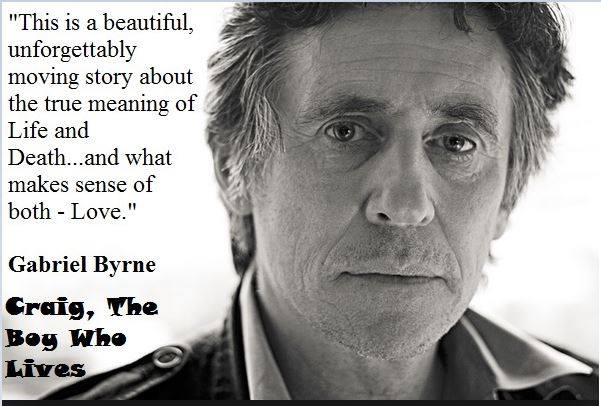 "This is a beautiful,
unforgettably
moving story about
the true meaning of
Life and
Death...and what
makes sense of
both - Love."
Gabriel Byrne
Craig, The
Boy Who
Lives